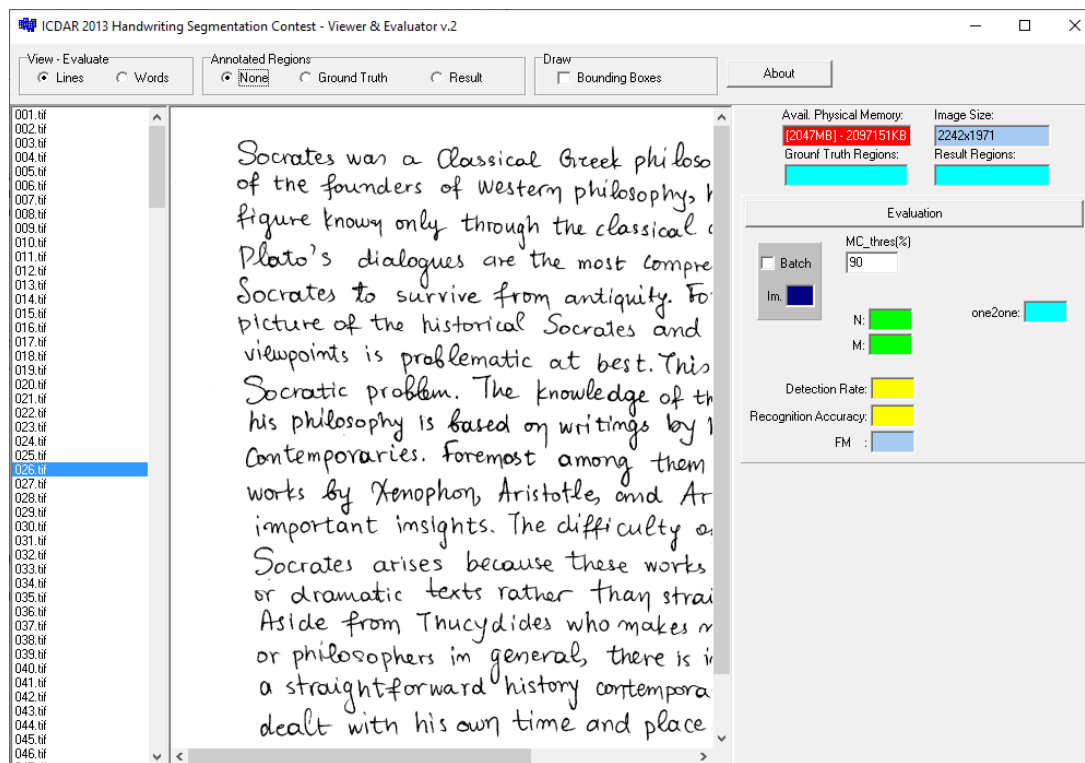 ICDAR 2013 Handwriting Segmentation Contest - Viewer & Evaluator v.2
View - Evaluate
Lines Words
Annotated Regions
None Ground Truth Result
Draw
Bounding Boxes
About
001.tif
002.tif
003.tif
004.tif
005.tif
006.tif
007.tif
008.tif
009.tif
010.tif
011.tif
012.tif
013.tif
014.tif
015.tif
016.tif
017.tif
018.tif
019.tif
020.tif
021.tif
022.tif
023.tif
024.tif
025.tif
026.tif
027.tif
028.tif
029.tif
030.tif
031.tif
032.tif
033.tif
034.tif
035.tif
036.tif
037.tif
038.tif
039.tif
040.tif
041.tif
042.tif
043.tif
044.tif
045.tif
046.tif
Socrates was a Classical Greek philoso
of the founders of Western philosophy,
figure known only through the classical
Plato's dialogues are the most compre
Socrates to survive from antiquity. Fo
picture of the historical Socrates and
viewpoints is problematic at best. This
Socratic problem. The knowledge of th
his philosophy is based on writings by
contemporaries. Foremost among them
works by Xenophon, Aristotle, and Ar
important insights. The difficulty o
Socrates arises because these works
or dramatic texts rather than strai
Aside from Thucydides who makes
or philosophers in general, there is i
a straightforward history contempora
dealt with his own time and place
Avail. Physical Memory:
[2047MB] - 2097151KB
Image Size:
2242x1971
Grounf Truth Regions:
Result Regions:
Evaluation
Batch
Im.
MC_thres(%)
90
N:
M:
one2one:
Detection Rate:
Recognition Accuracy:
FM :